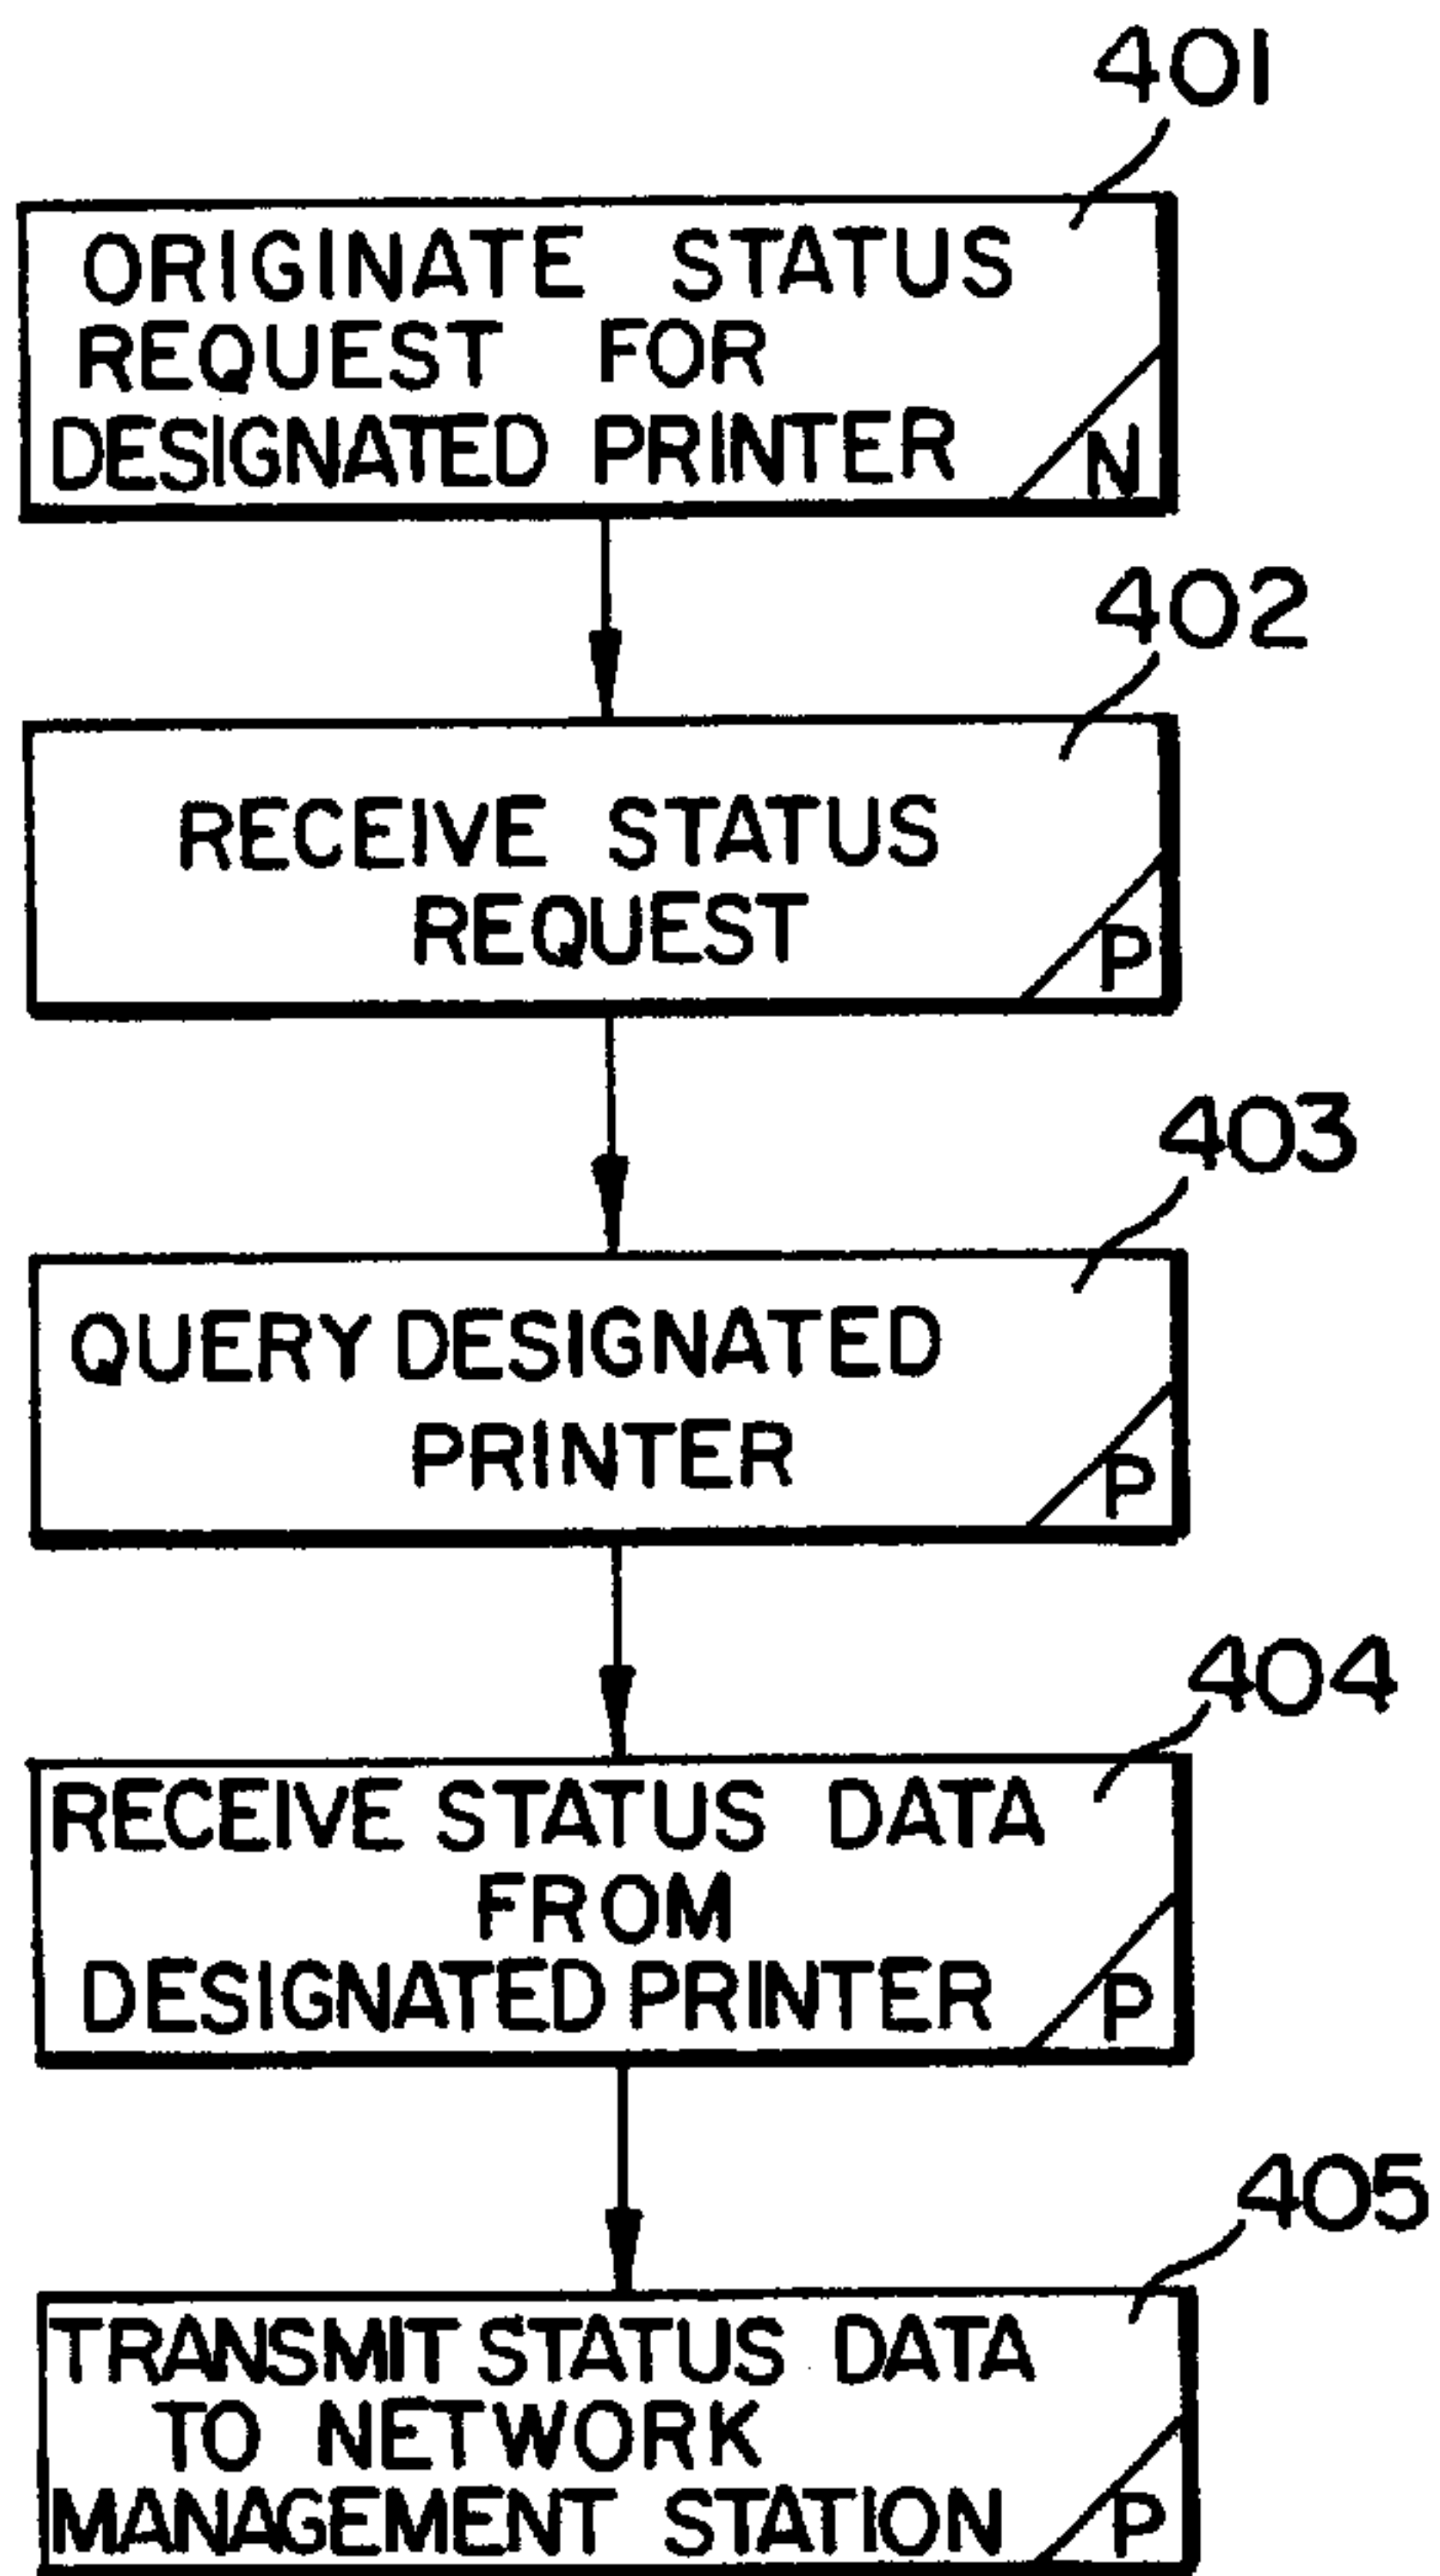 401
ORIGINATE STATUS
REQUEST FOR
DESIGNATED PRINTER
N
402
RECEIVE STATUS
REQUEST
P
403
QUERY DESIGNATED
PRINTER
P
404
RECEIVE STATUS DATA
FROM
DESIGNATED PRINTER
P
405
TRANSMIT STATUS DATA
TO NETWORK
MANAGEMENT STATION
P